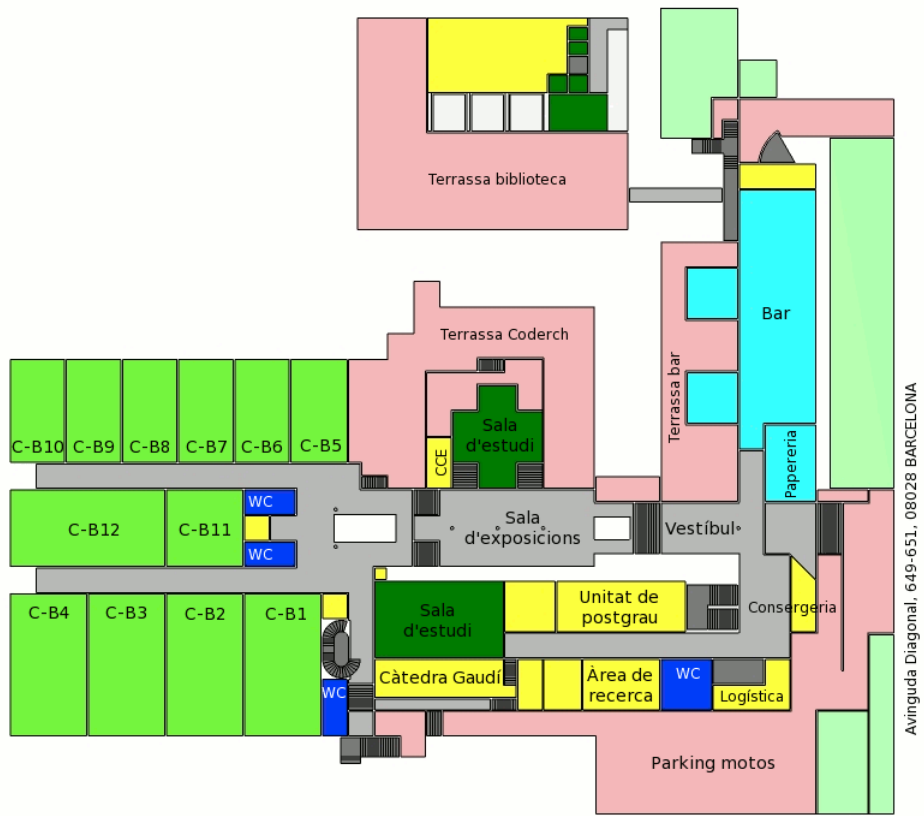 Terrassa biblioteca
Bar
Terrassa Coderch
Terrassa bar
Sala
d'estudi
CCE
Papereria
C-B10
C-B9
C-B8
C-B7
C-B6
C-B5
WC
C-B12
C-B11
WC
Sala
d'exposicions
Vestíbul
C-B4
C-B3
C-B2
C-B1
Sala
d'estudi
Unitat de
postgrau
Consergeria
WC
Càtedra Gaudí
Àrea de
recerca
WC
Logística
Parking motos
Avinguda Diagonal, 649-651, 08028 BARCELONA